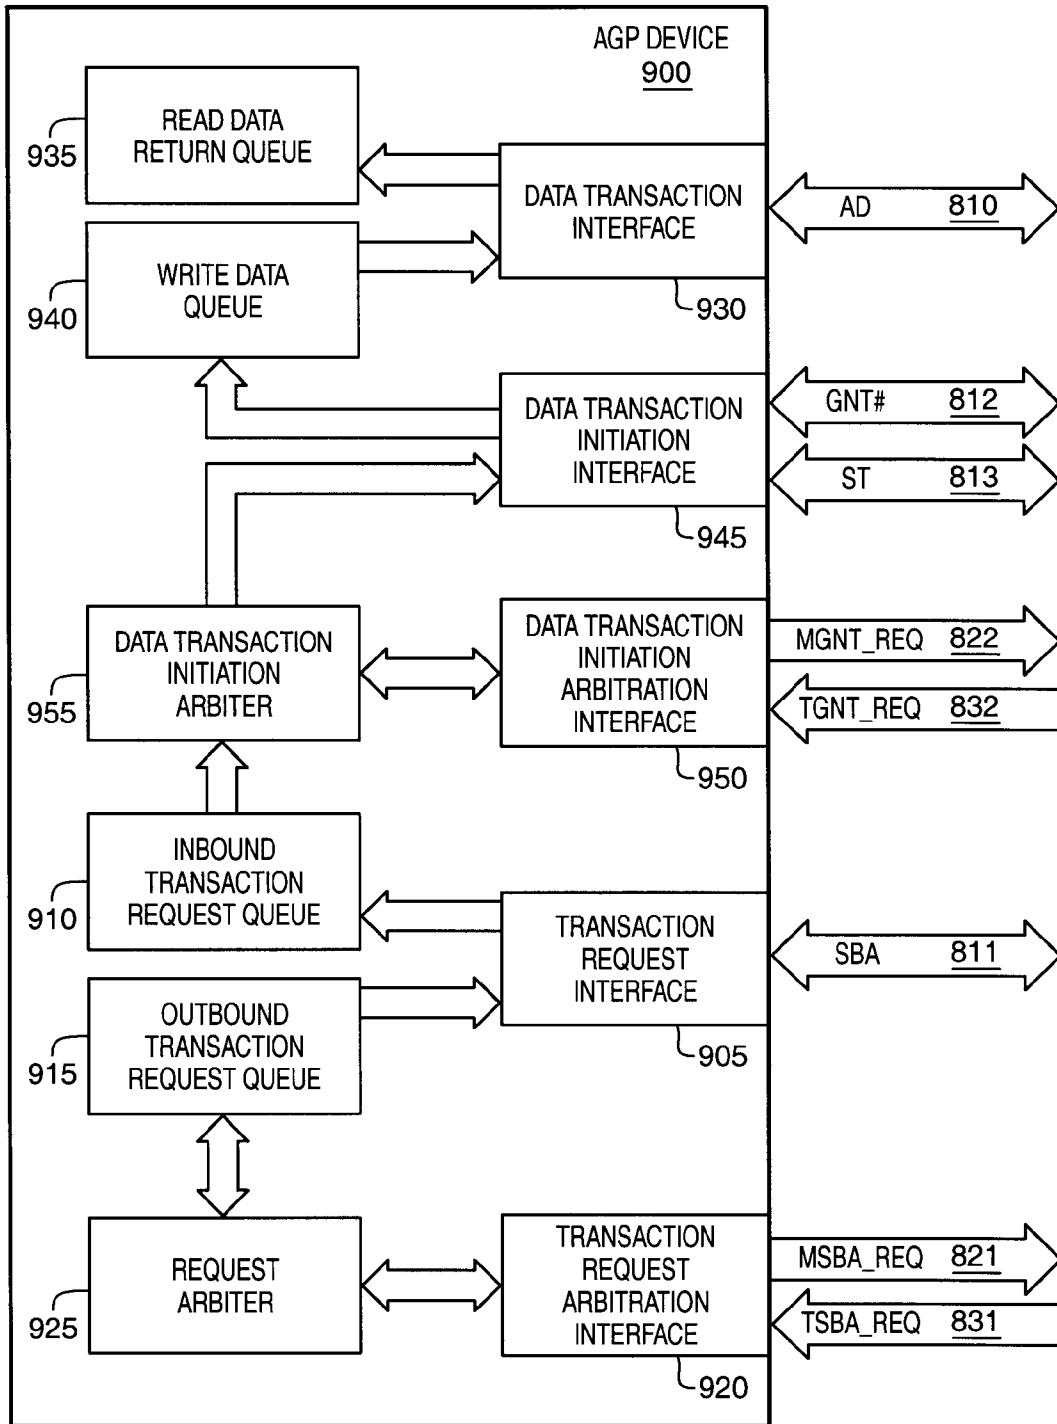 AGP DEVICE
900
READ DATA
RETURN QUEUE
935
DATA TRANSACTION
INTERFACE
930
AD 810
WRITE DATA
QUEUE
940
DATA TRANSACTION
INITIATION
INTERFACE
945
GNT# 812
ST 813
DATA TRANSACTION
INITIATION
ARBITER
955
DATA TRANSACTION
INITIATION
ARBITRATION
INTERFACE
950
MGNT_REQ 822
TGNT_REQ 832
INBOUND
TRANSACTION
REQUEST QUEUE
910
TRANSACTION
REQUEST
INTERFACE
905
SBA 811
OUTBOUND
TRANSACTION
REQUEST QUEUE
915
REQUEST
ARBITER
925
TRANSACTION
REQUEST
ARBITRATION
INTERFACE
920
MSBA_REQ 821
TSBA_REQ 831